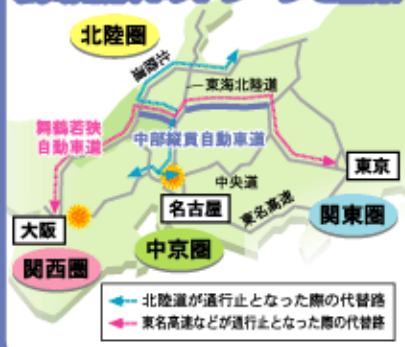 北陸圏
北陸道
東海北陸道
舞鶴若狭
自動車道
中部縦貫自動車道
中央道
東京
名古屋
東名高速
関東圏
大阪
中京圏
関西圏
北陸道が通行止となった際の代替路
東名高速などが通行止となった際の代替路